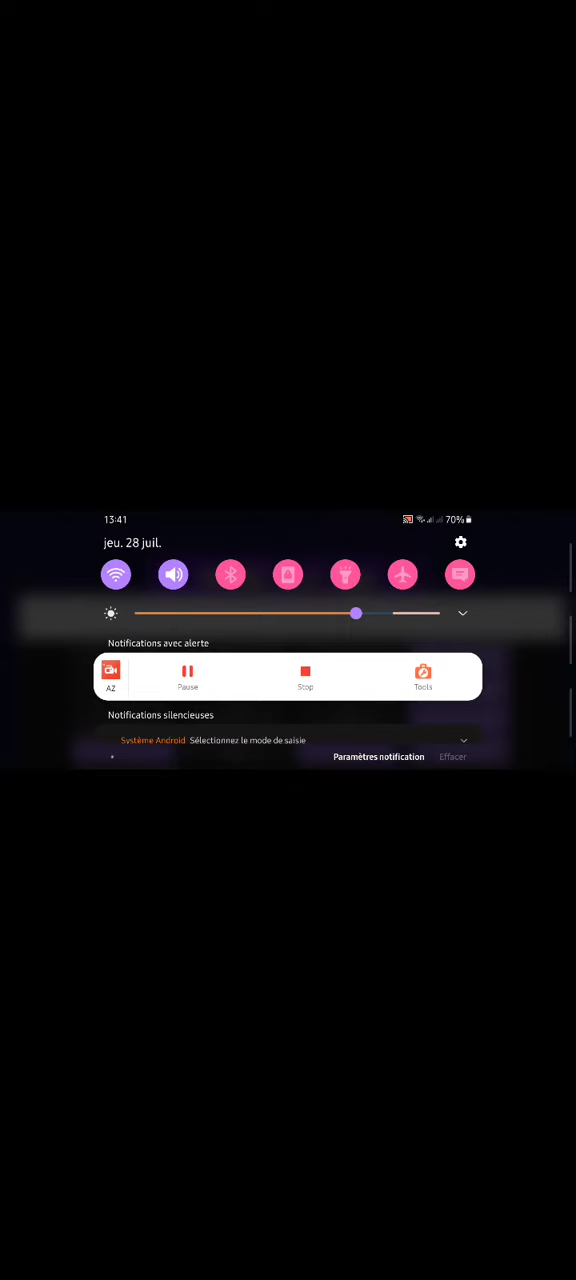 13:41 70%
jeu. 28 juil.
Notifications avec alerte
AZ Pause Stop Tools
Notifications silencieuses
Système Android Sélectionnez le mode de saisie
Paramètres notification Effacer